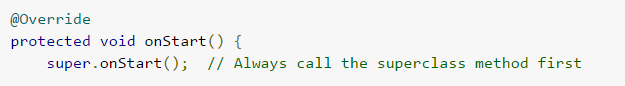 @Override
protected void onStart() {
    super.onStart();  // Always call the superclass method first